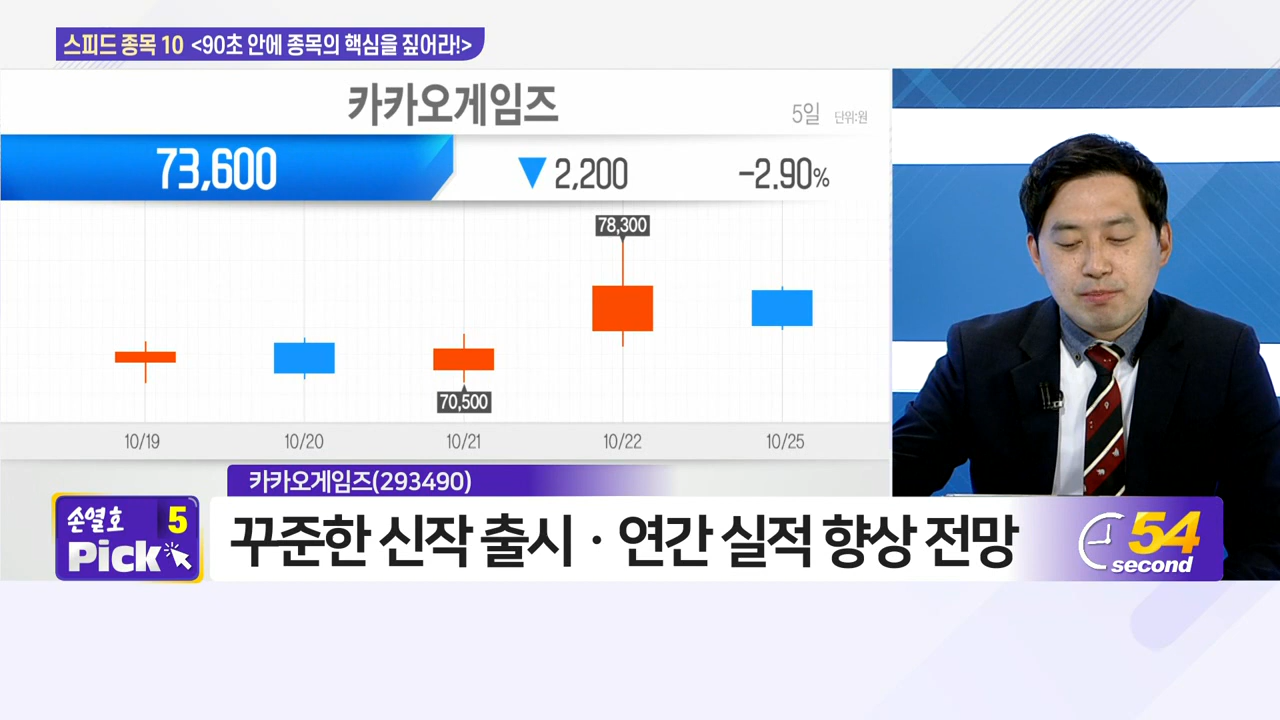 스피드 종목 10 <90초 안에 종목의 핵심을 짚어라!>
카카오게임즈
5일 단위:원
73,600 ▼ 2,200 -2.90%
78,300
70,500
10/19 10/20 10/21 10/22 10/25
카카오게임즈(293490)
손열호 5
Pick
꾸준한 신작 출시 · 연간 실적 향상 전망
54
second